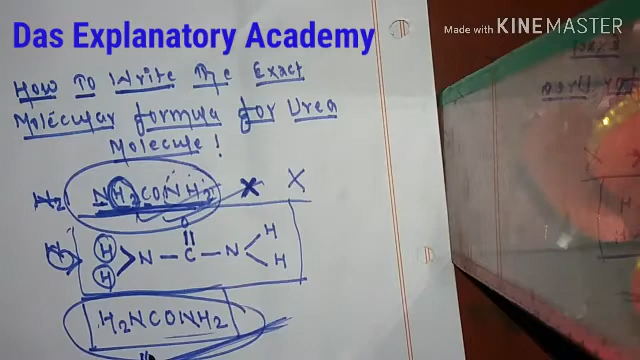 Das Explanatory Academy
Made with KINEMASTER
How To Write The Exact
Molecular formula for Urea
Molecule!
NH2CONH2 X X
O
H H
N - C - N
H H
H2NCONH2